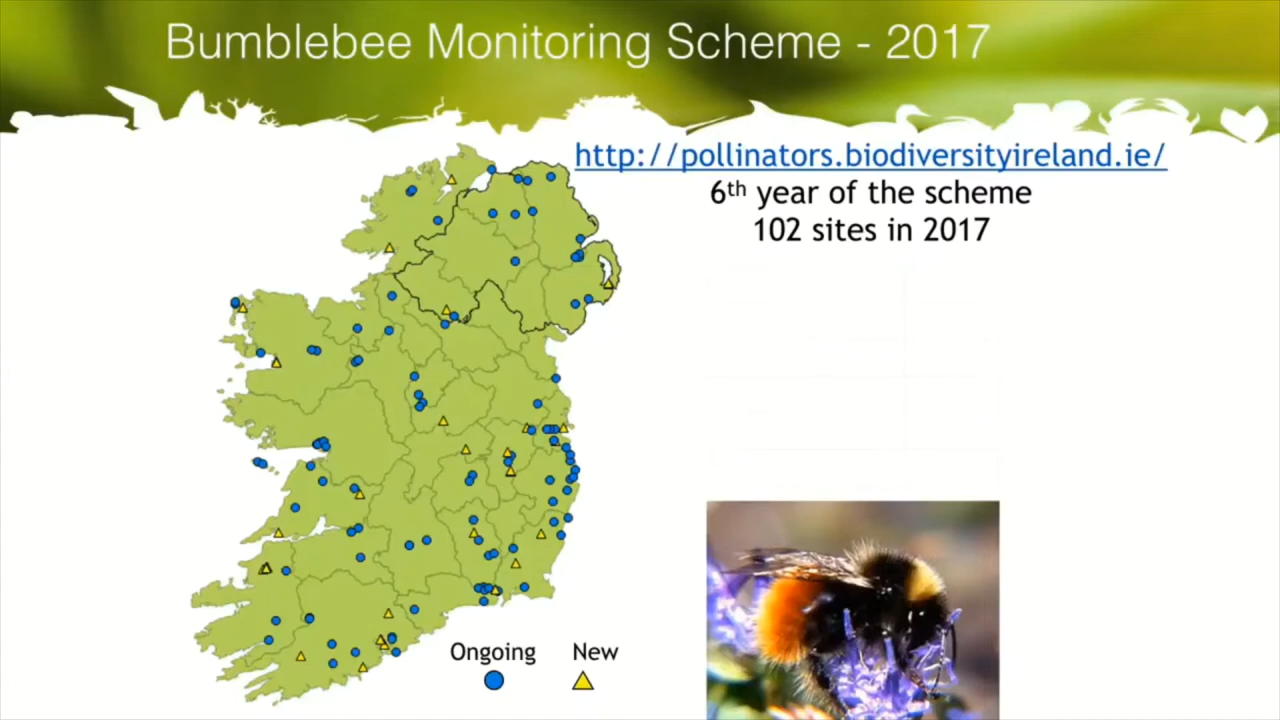 Bumblebee Monitoring Scheme - 2017
http://pollinators.biodiversityireland.ie/
6th year of the scheme
102 sites in 2017
Ongoing New